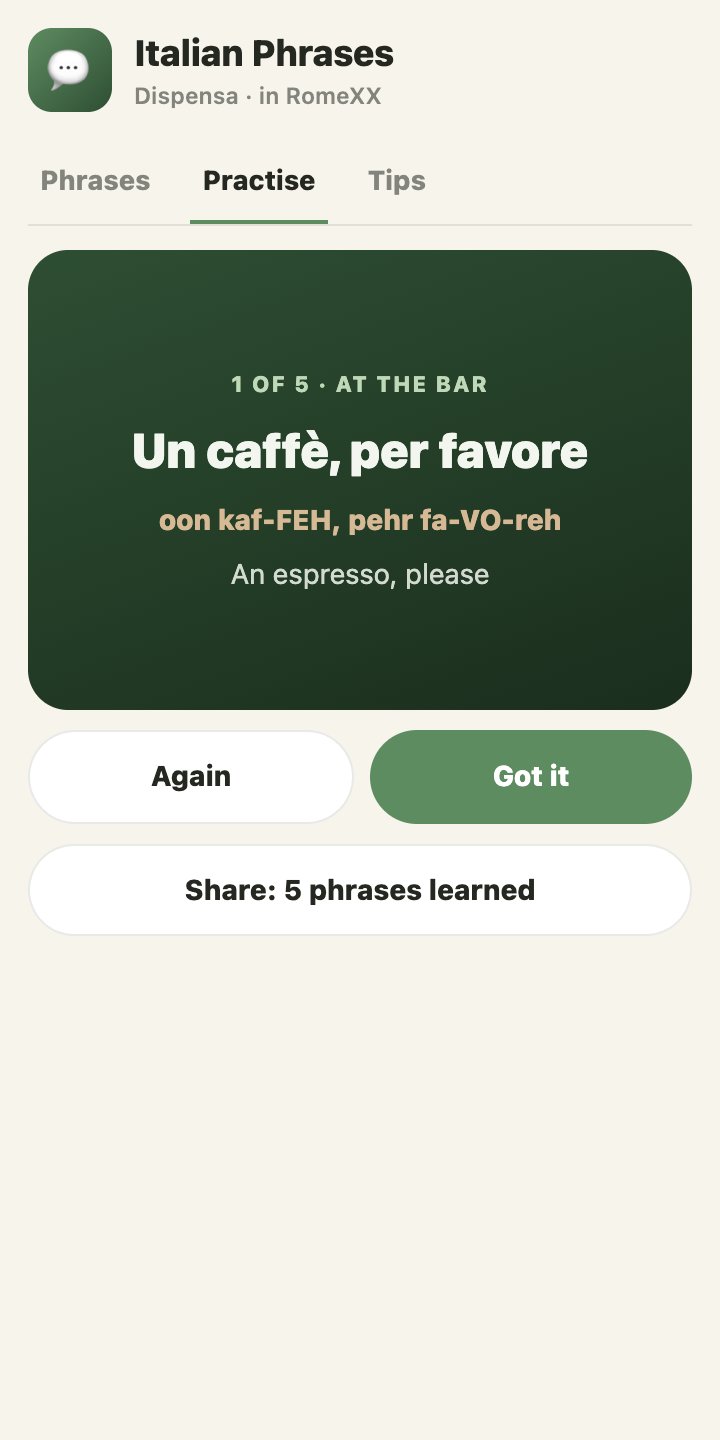 Italian Phrases
Dispensa · in RomeXX
Phrases Practise Tips
1 OF 5 · AT THE BAR
Un caffè, per favore
oon kaf-FEH, pehr fa-VO-reh
An espresso, please
Again Got it
Share: 5 phrases learned